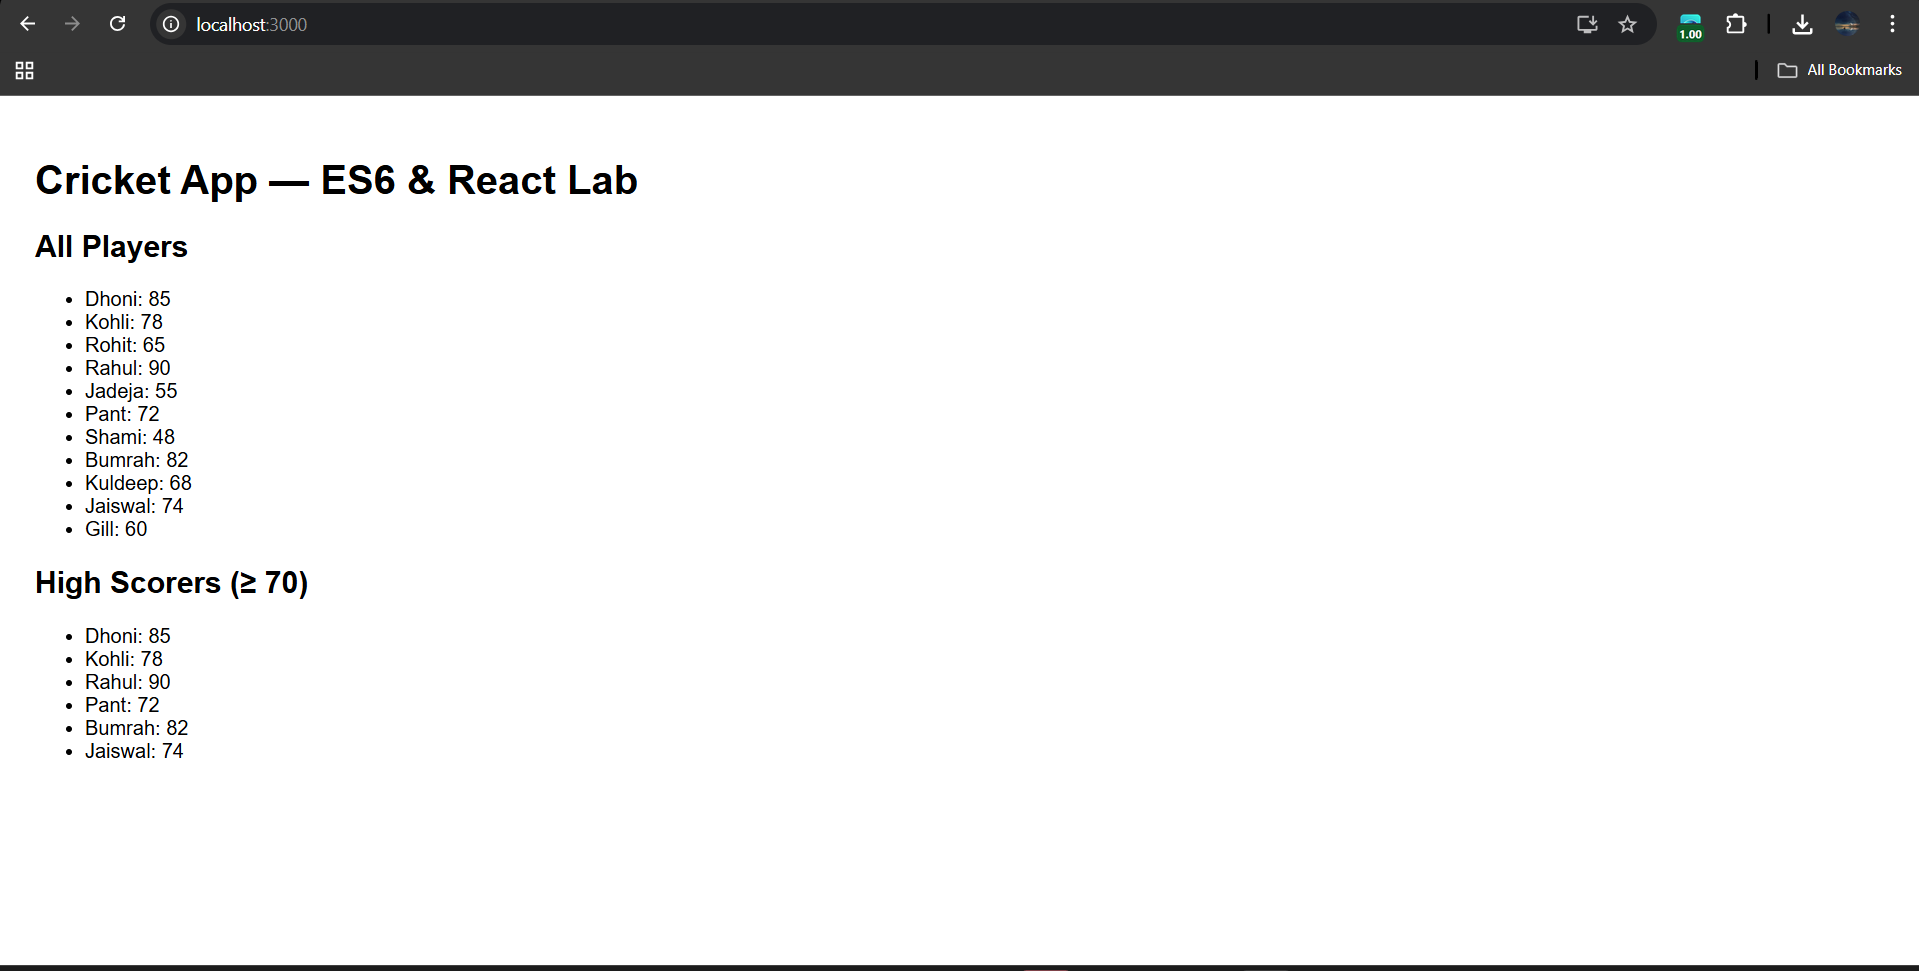 localhost:3000
1.00
All Bookmarks
Cricket App — ES6 & React Lab
All Players
• Dhoni: 85
• Kohli: 78
• Rohit: 65
• Rahul: 90
• Jadeja: 55
• Pant: 72
• Shami: 48
• Bumrah: 82
• Kuldeep: 68
• Jaiswal: 74
• Gill: 60
High Scorers (≥ 70)
• Dhoni: 85
• Kohli: 78
• Rahul: 90
• Pant: 72
• Bumrah: 82
• Jaiswal: 74